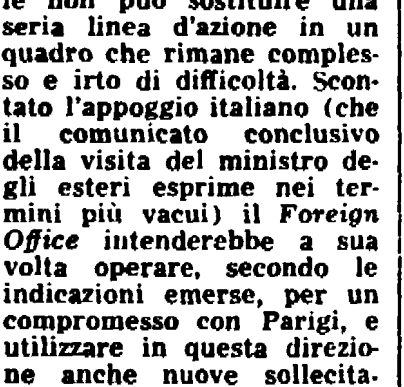 le non può sostituire una
seria linea d'azione in un
quadro che rimane comples-
so e irto di difficoltà. Scon-
tato l'appoggio italiano (che
il comunicato conclusivo
della visita del ministro de-
gli esteri esprime nei ter-
mini più vacui) il Foreign
Office intenderebbe a sua
volta operare, secondo le
indicazioni emerse, per un
compromesso con Parigi, e
utilizzare in questa direzio-
ne anche nuove sollecita-